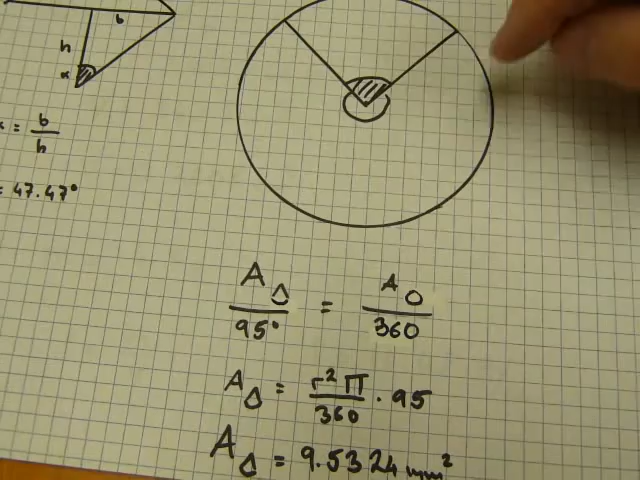 b
h
α
α = b/h
= 47.47°
A△/95° = A○/360
A△ = r²π/360 · 95
A△ = 9.5324 mm²